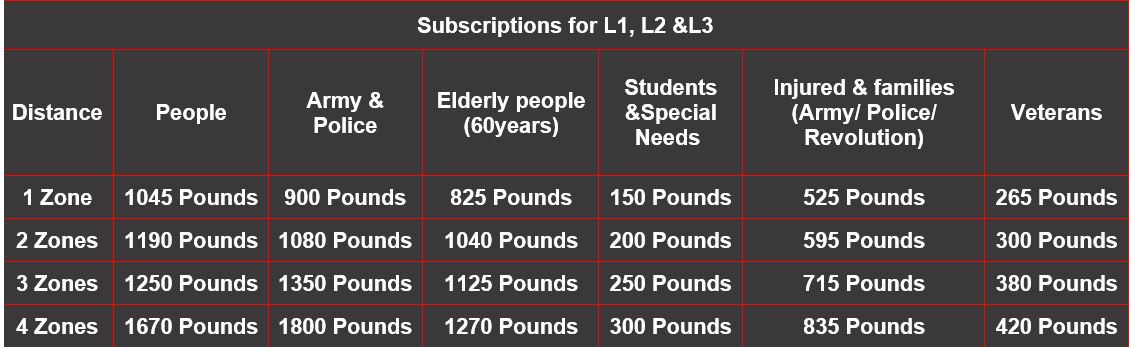 Subscriptions for L1, L2 &L3
Distance People Army & Police Elderly people (60years) Students &Special Needs Injured & families (Army/ Police/ Revolution) Veterans
1 Zone 1045 Pounds 900 Pounds 825 Pounds 150 Pounds 525 Pounds 265 Pounds
2 Zones 1190 Pounds 1080 Pounds 1040 Pounds 200 Pounds 595 Pounds 300 Pounds
3 Zones 1250 Pounds 1350 Pounds 1125 Pounds 250 Pounds 715 Pounds 380 Pounds
4 Zones 1670 Pounds 1800 Pounds 1270 Pounds 300 Pounds 835 Pounds 420 Pounds